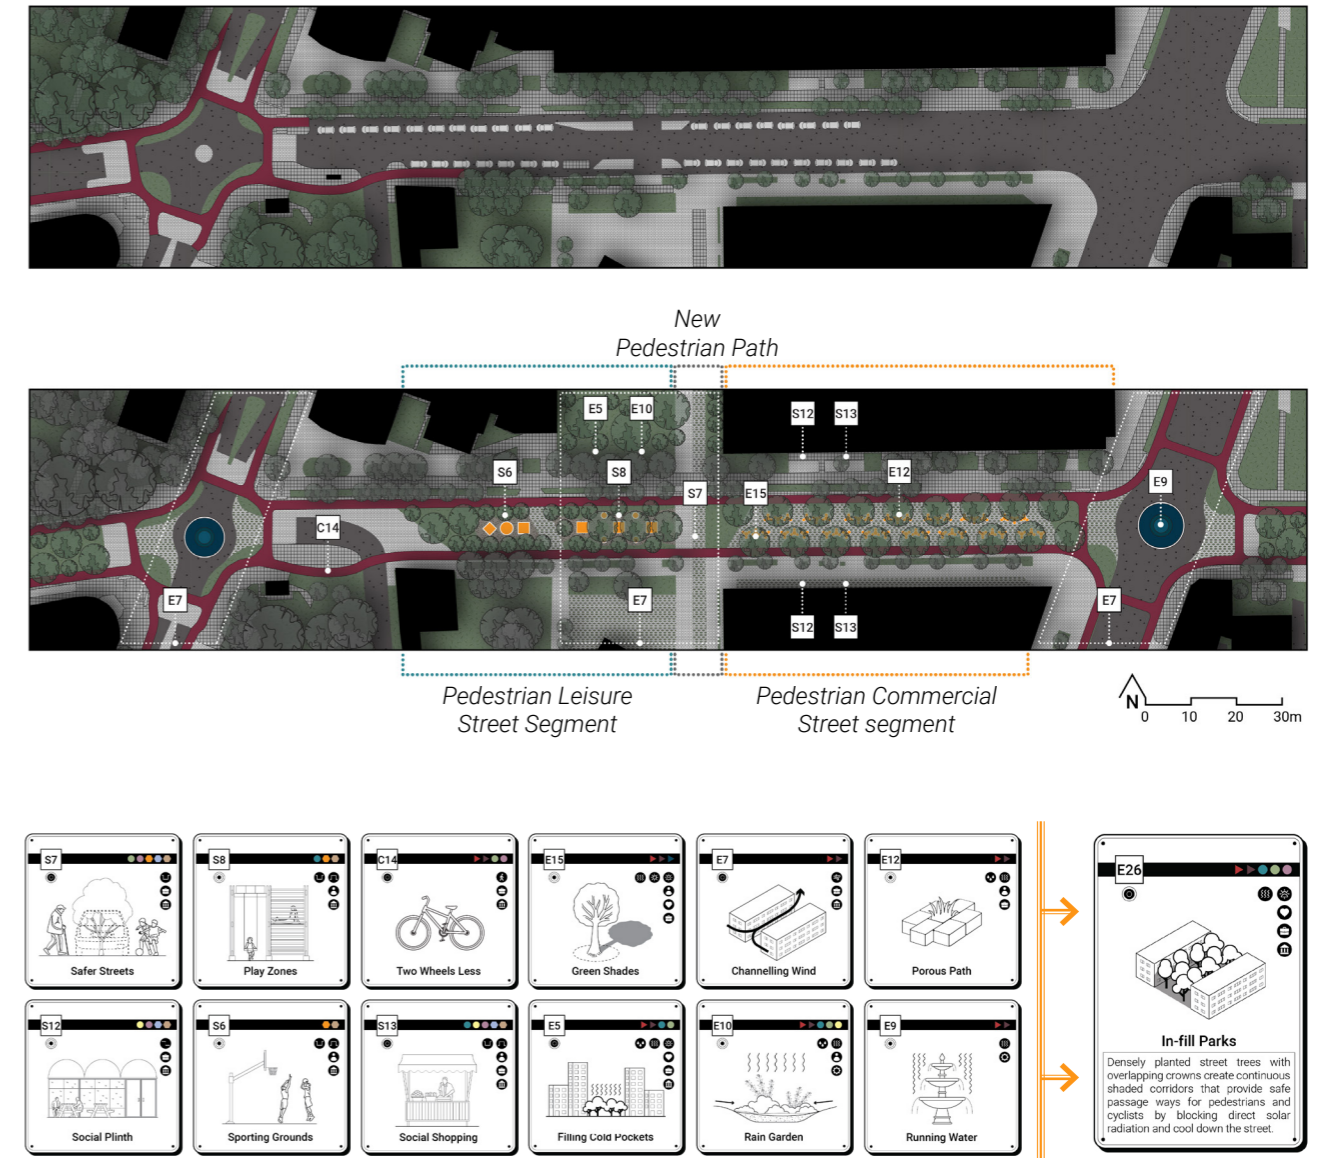 New
Pedestrian Path
E5 E10 S12 S13
S6 S8 E12
S7 E15 E9
C14
E7 E7 E7
S12 S13
Pedestrian Leisure
Street Segment
Pedestrian Commercial
Street segment
N
0 10 20 30m
S7
Safer Streets
S8
Play Zones
C14
Two Wheels Less
E15
Green Shades
E7
Channelling Wind
E12
Porous Path
S12
Social Plinth
S6
Sporting Grounds
S13
Social Shopping
E5
Filling Cold Pockets
E10
Rain Garden
E9
Running Water
E26
In-fill Parks
Densely planted street trees with
overlapping crowns create continuous
shaded corridors that provide safe
passage ways for pedestrians and
cyclists by blocking direct solar
radiation and cool down the street.